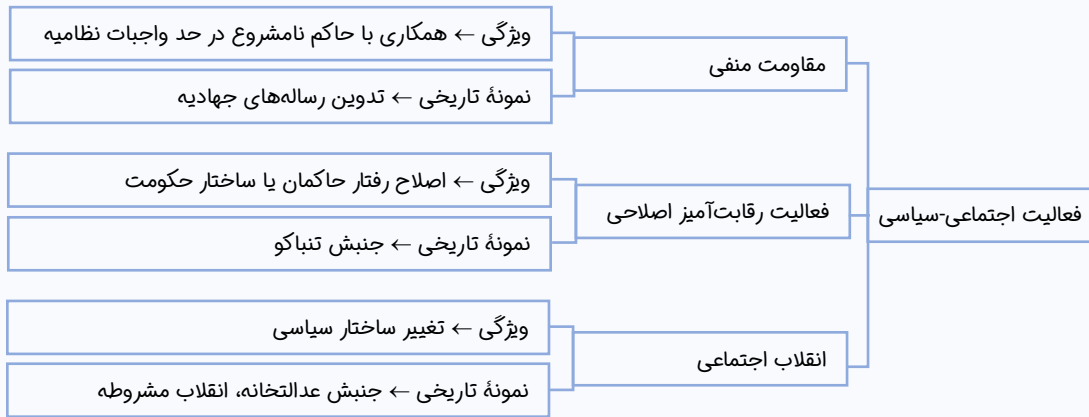 فعالیت اجتماعی-سیاسی
مقاومت منفی
ویژگی ← همکاری با حاکم نامشروع در حد واجبات نظامیه
نمونهٔ تاریخی ← تدوین رساله‌های جهادیه
فعالیت رقابت‌آمیز اصلاحی
ویژگی ← اصلاح رفتار حاکمان یا ساختار حکومت
نمونهٔ تاریخی ← جنبش تنباکو
انقلاب اجتماعی
ویژگی ← تغییر ساختار سیاسی
نمونهٔ تاریخی ← جنبش عدالتخانه، انقلاب مشروطه